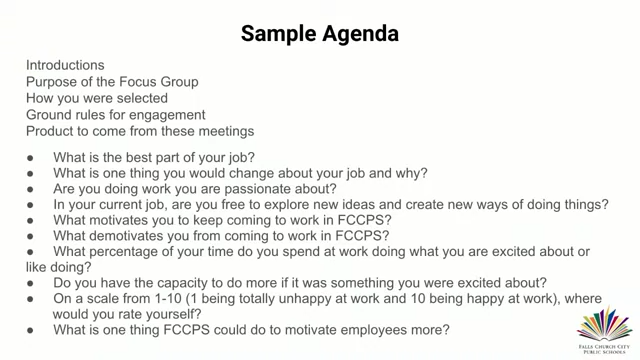 Sample Agenda
Introductions
Purpose of the Focus Group
How you were selected
Ground rules for engagement
Product to come from these meetings
● What is the best part of your job?
● What is one thing you would change about your job and why?
● Are you doing work you are passionate about?
● In your current job, are you free to explore new ideas and create new ways of doing things?
● What motivates you to keep coming to work in FCCPS?
● What demotivates you from coming to work in FCCPS?
● What percentage of your time do you spend at work doing what you are excited about or
like doing?
● Do you have the capacity to do more if it was something you were excited about?
● On a scale from 1-10 (1 being totally unhappy at work and 10 being happy at work), where
would you rate yourself?
● What is one thing FCCPS could do to motivate employees more?
FALLS CHURCH CITY
PUBLIC SCHOOLS